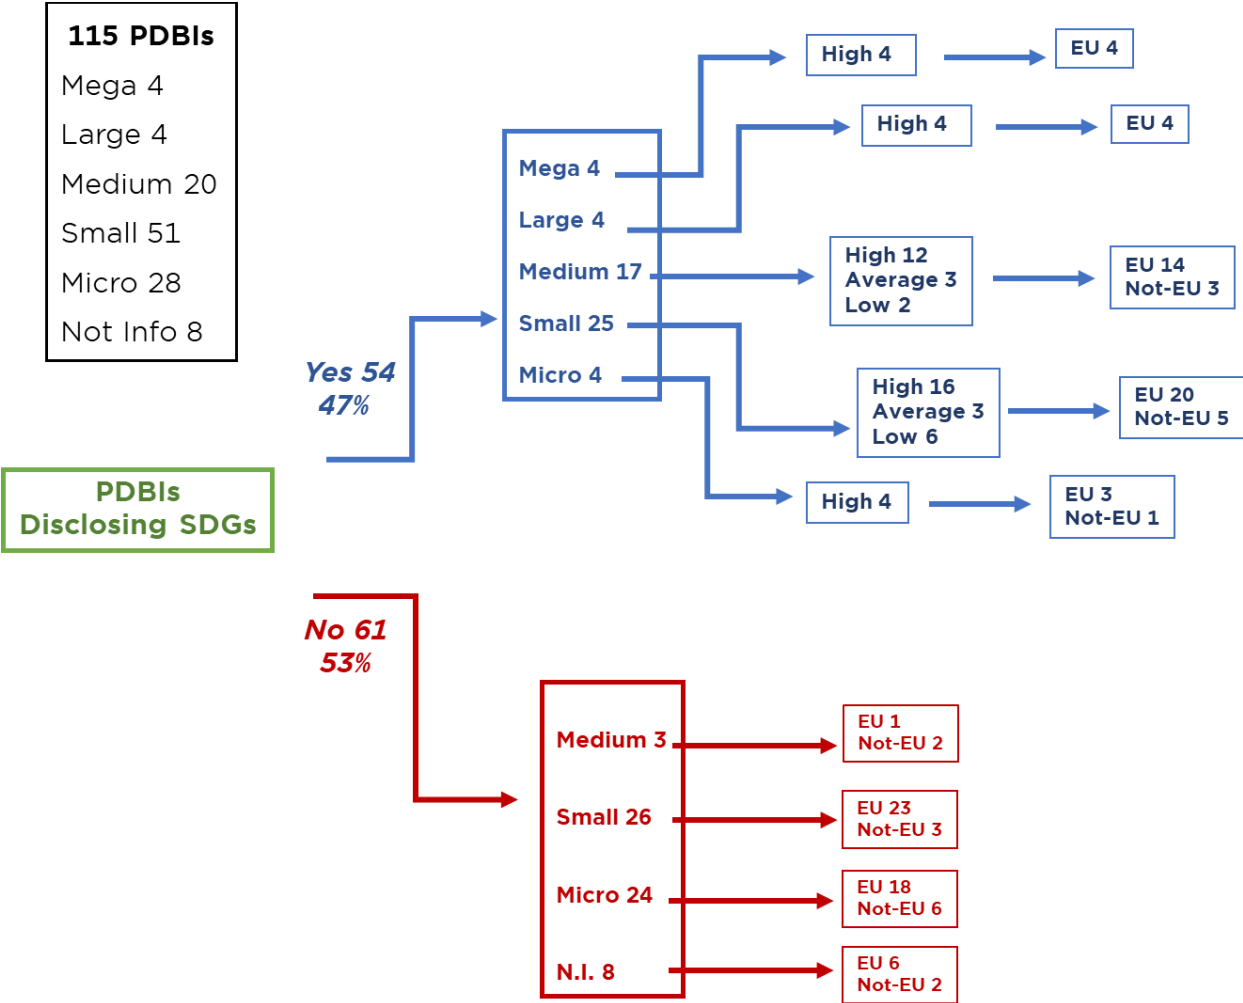 115 PDBIs
Mega 4
Large 4
Medium 20
Small 51
Micro 28
Not Info 8
PDBIs
Disclosing SDGs
Yes 54
47%
Mega 4
Large 4
Medium 17
Small 25
Micro 4
High 4
EU 4
High 4
EU 4
High 12
Average 3
Low 2
EU 14
Not-EU 3
High 16
Average 3
Low 6
EU 20
Not-EU 5
High 4
EU 3
Not-EU 1
No 61
53%
Medium 3
Small 26
Micro 24
N.I. 8
EU 1
Not-EU 2
EU 23
Not-EU 3
EU 18
Not-EU 6
EU 6
Not-EU 2